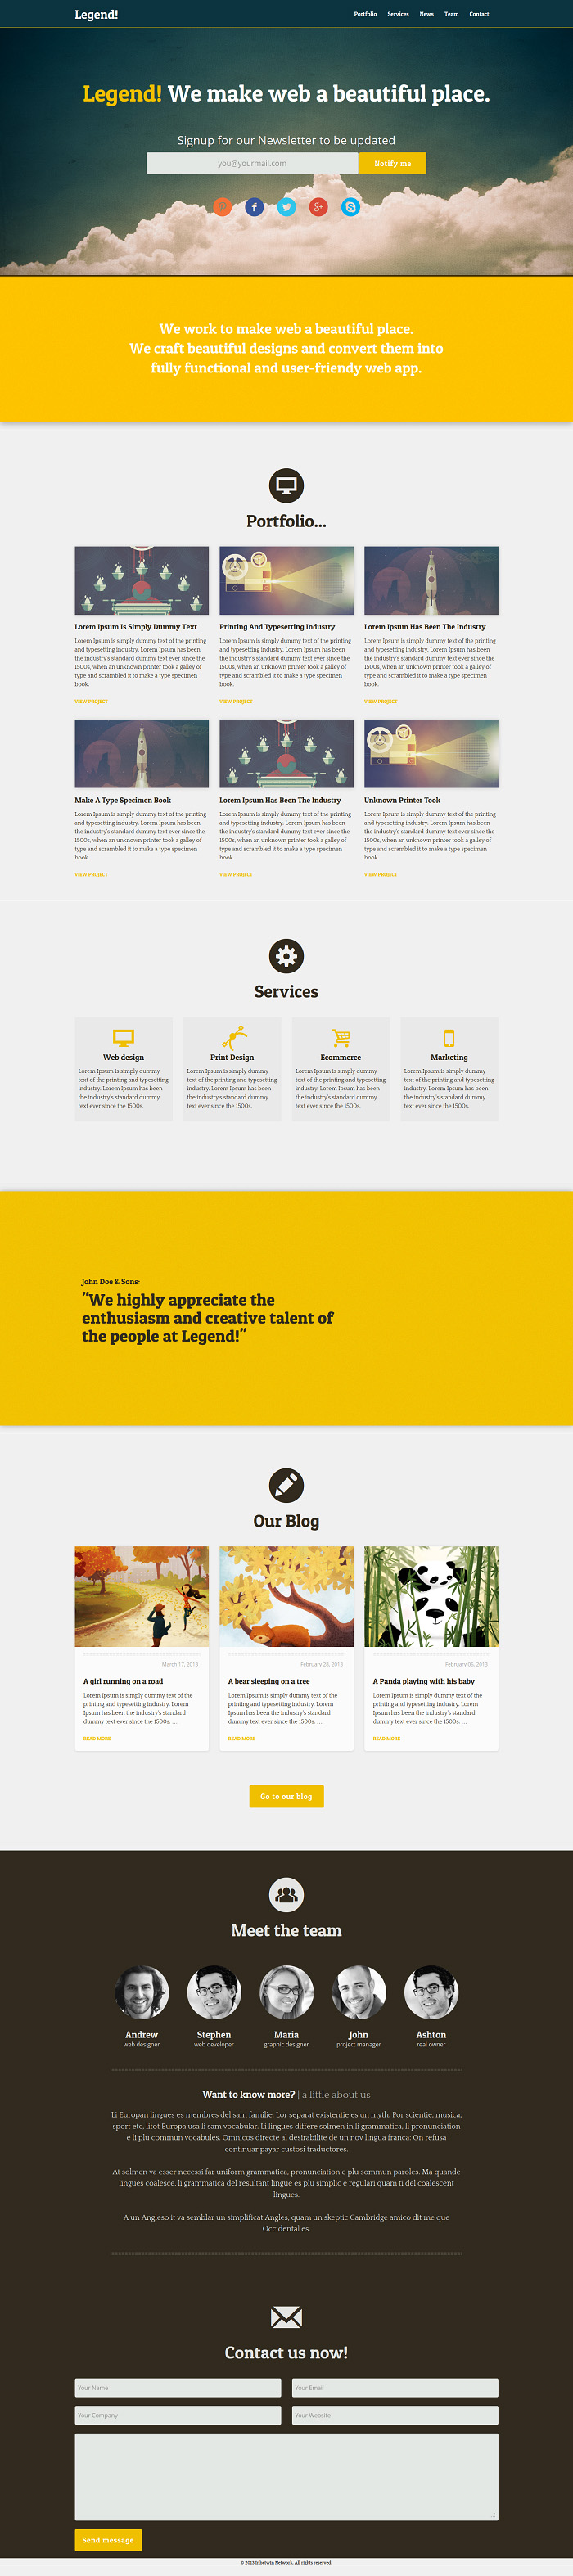 Legend!
Portfolio Services News Team Contact
Legend! We make web a beautiful place.
Signup for our Newsletter to be updated
you@yourmail.com
Notify me
We work to make web a beautiful place.
We craft beautiful designs and convert them into
fully functional and user-friendy web app.
Portfolio...
Lorem Ipsum Is Simply Dummy Text
Lorem Ipsum is simply dummy text of the printing
and typesetting industry. Lorem Ipsum has been
the industry's standard dummy text ever since the
1500s, when an unknown printer took a galley of
type and scrambled it to make a type specimen
book.
VIEW PROJECT
Printing And Typesetting Industry
Lorem Ipsum is simply dummy text of the printing
and typesetting industry. Lorem Ipsum has been
the industry's standard dummy text ever since the
1500s, when an unknown printer took a galley of
type and scrambled it to make a type specimen
book.
VIEW PROJECT
Lorem Ipsum Has Been The Industry
Lorem Ipsum is simply dummy text of the printing
and typesetting industry. Lorem Ipsum has been
the industry's standard dummy text ever since the
1500s, when an unknown printer took a galley of
type and scrambled it to make a type specimen
book.
VIEW PROJECT
Make A Type Specimen Book
Lorem Ipsum is simply dummy text of the printing
and typesetting industry. Lorem Ipsum has been
the industry's standard dummy text ever since the
1500s, when an unknown printer took a galley of
type and scrambled it to make a type specimen
book.
VIEW PROJECT
Lorem Ipsum Has Been The Industry
Lorem Ipsum is simply dummy text of the printing
and typesetting industry. Lorem Ipsum has been
the industry's standard dummy text ever since the
1500s, when an unknown printer took a galley of
type and scrambled it to make a type specimen
book.
VIEW PROJECT
Unknown Printer Took
Lorem Ipsum is simply dummy text of the printing
and typesetting industry. Lorem Ipsum has been
the industry's standard dummy text ever since the
1500s, when an unknown printer took a galley of
type and scrambled it to make a type specimen
book.
VIEW PROJECT
Services
Web design
Lorem Ipsum is simply dummy
text of the printing and typesetting
industry. Lorem Ipsum has been
the industry's standard dummy
text ever since the 1500s.
Print Design
Lorem Ipsum is simply dummy
text of the printing and typesetting
industry. Lorem Ipsum has been
the industry's standard dummy
text ever since the 1500s.
Ecommerce
Lorem Ipsum is simply dummy
text of the printing and typesetting
industry. Lorem Ipsum has been
the industry's standard dummy
text ever since the 1500s.
Marketing
Lorem Ipsum is simply dummy
text of the printing and typesetting
industry. Lorem Ipsum has been
the industry's standard dummy
text ever since the 1500s.
John Doe & Sons:
"We highly appreciate the
enthusiasm and creative talent of
the people at Legend!"
Our Blog
March 17, 2013
A girl running on a road
Lorem Ipsum is simply dummy text of the
printing and typesetting industry. Lorem
Ipsum has been the industry's standard
dummy text ever since the 1500s. ...
READ MORE
February 28, 2013
A bear sleeping on a tree
Lorem Ipsum is simply dummy text of the
printing and typesetting industry. Lorem
Ipsum has been the industry's standard
dummy text ever since the 1500s. ...
READ MORE
February 06, 2013
A Panda playing with his baby
Lorem Ipsum is simply dummy text of the
printing and typesetting industry. Lorem
Ipsum has been the industry's standard
dummy text ever since the 1500s. ...
READ MORE
Go to our blog
Meet the team
Andrew
web designer
Stephen
web developer
Maria
graphic designer
John
project manager
Ashton
real owner
Want to know more? | a little about us
Li Europan lingues es membres del sam familie. Lor separat existentie es un myth. Por scientie, musica,
sport etc, litot Europa usa li sam vocabular. Li lingues differe solmen in li grammatica, li pronunciation
e li plu commun vocabules. Omnicos directe al desirabilite de un nov lingua franca: On refusa
continuar payar custosi traductores.
At solmen va esser necessi far uniform grammatica, pronunciation e plu sommun paroles. Ma quande
lingues coalesce, li grammatica del resultant lingue es plu simplic e regulari quam ti del coalescent
lingues.
A un Angleso it va semblar un simplificat Angles, quam un skeptic Cambridge amico dit me que
Occidental es.
Contact us now!
Your Name
Your Email
Your Company
Your Website
Send message
© 2013 Inbetwin Network. All rights reserved.